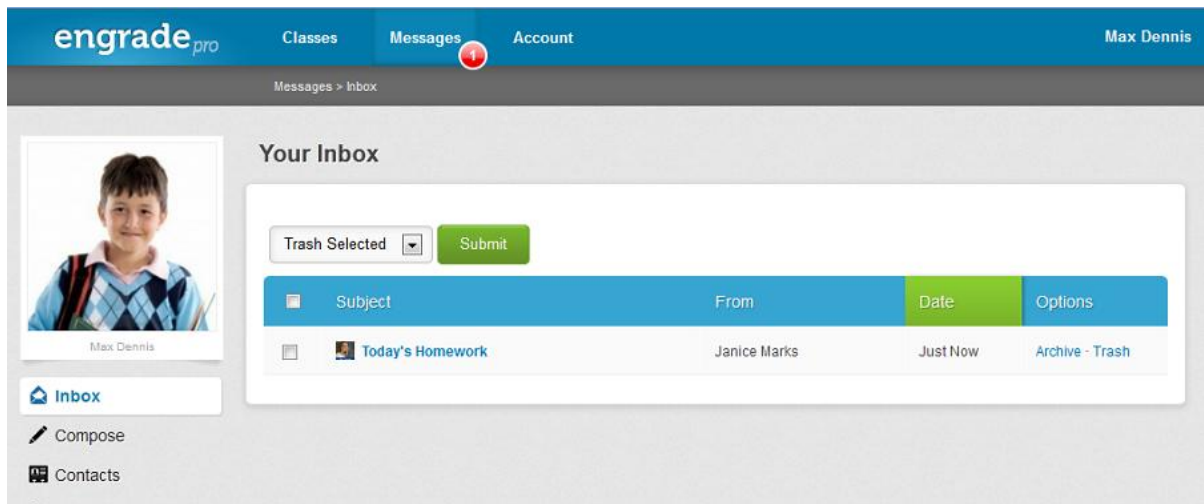 engrade pro Classes Messages 1 Account Max Dennis
Messages > Inbox
Your Inbox
Trash Selected Submit
Subject From Date Options
Today's Homework Janice Marks Just Now Archive - Trash
Max Dennis
Inbox
Compose
Contacts